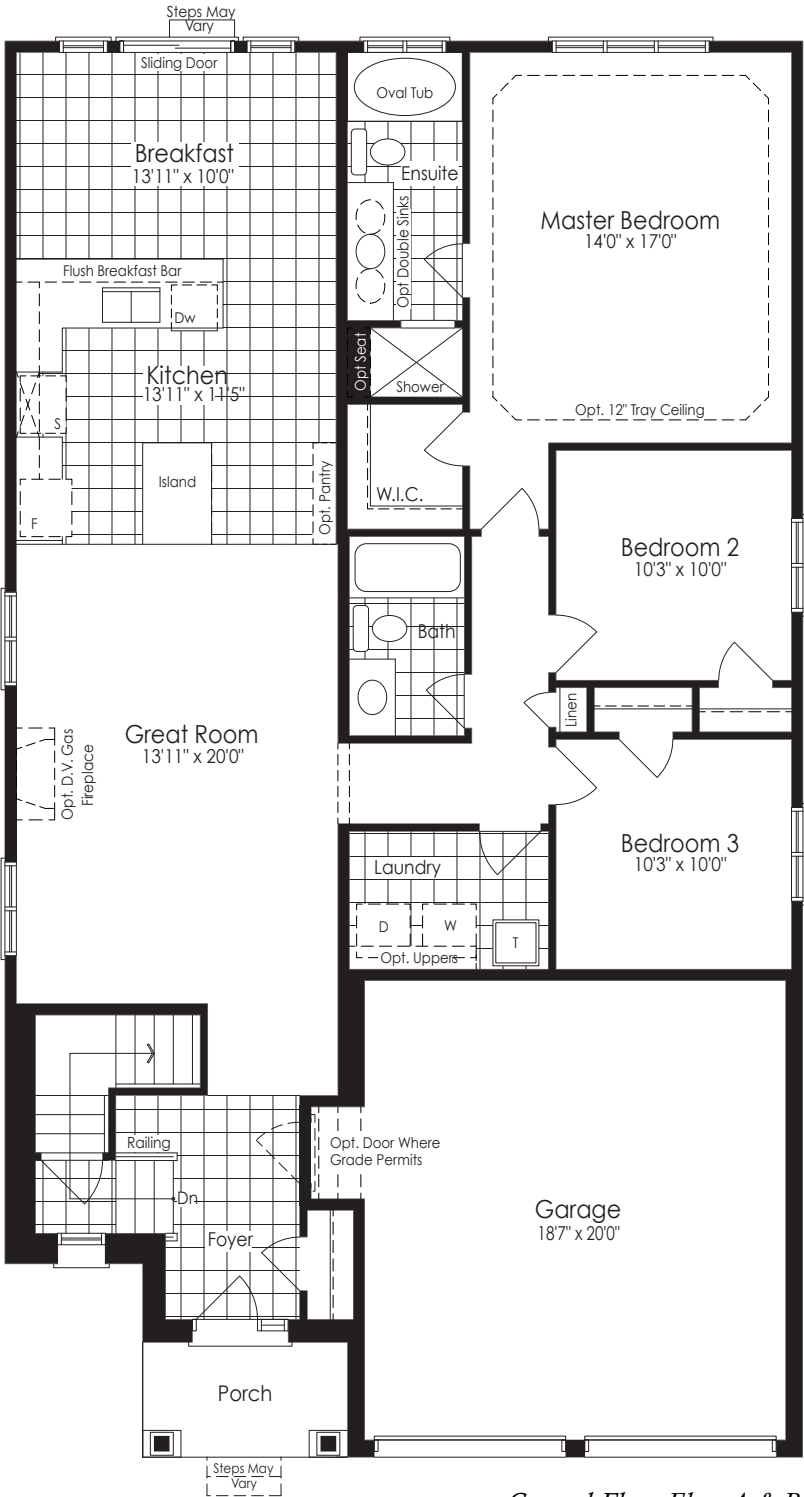 Steps May
Vary
Sliding Door
Oval Tub
Breakfast
13'11" x 10'0"
Ensuite
Opt Double Sinks
Master Bedroom
14'0" x 17'0"
Flush Breakfast Bar
Dw
Kitchen
13'11" x 11'5"
Opt Seat
Shower
S
Opt. 12" Tray Ceiling
Island
F
Opt. Pantry
W.I.C.
Bedroom 2
10'3" x 10'0"
Bath
Linen
Great Room
13'11" x 20'0"
Opt. D.V. Gas
Fireplace
Bedroom 3
10'3" x 10'0"
Laundry
D
W
T
Opt. Uppers
Railing
Opt. Door Where
Grade Permits
Dn
Foyer
Garage
18'7" x 20'0"
Porch
Steps May
Vary